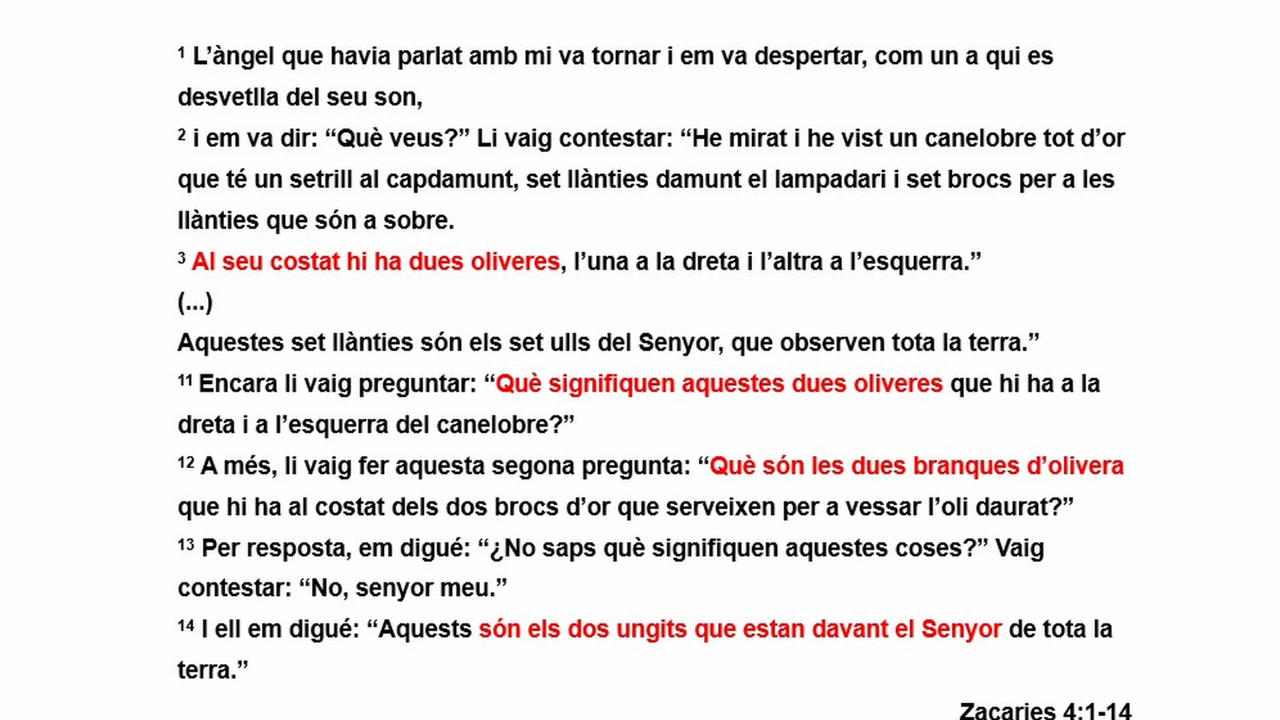 ¹ L’àngel que havia parlat amb mi va tornar i em va despertar, com un a qui es
desvetlla del seu son,
² i em va dir: “Què veus?” Li vaig contestar: “He mirat i he vist un canelobre tot d’or
que té un setrill al capdamunt, set llànties damunt el lampadari i set brocs per a les
llànties que són a sobre.
³ Al seu costat hi ha dues oliveres, l’una a la dreta i l’altra a l’esquerra.”
(...)
Aquestes set llànties són els set ulls del Senyor, que observen tota la terra.”
¹¹ Encara li vaig preguntar: “Què signifiquen aquestes dues oliveres que hi ha a la
dreta i a l’esquerra del canelobre?”
¹² A més, li vaig fer aquesta segona pregunta: “Què són les dues branques d’olivera
que hi ha al costat dels dos brocs d’or que serveixen per a vessar l’oli daurat?”
¹³ Per resposta, em digué: “¿No saps què signifiquen aquestes coses?” Vaig
contestar: “No, senyor meu.”
¹⁴ I ell em digué: “Aquests són els dos ungits que estan davant el Senyor de tota la
terra.”
Zacaries 4:1-14